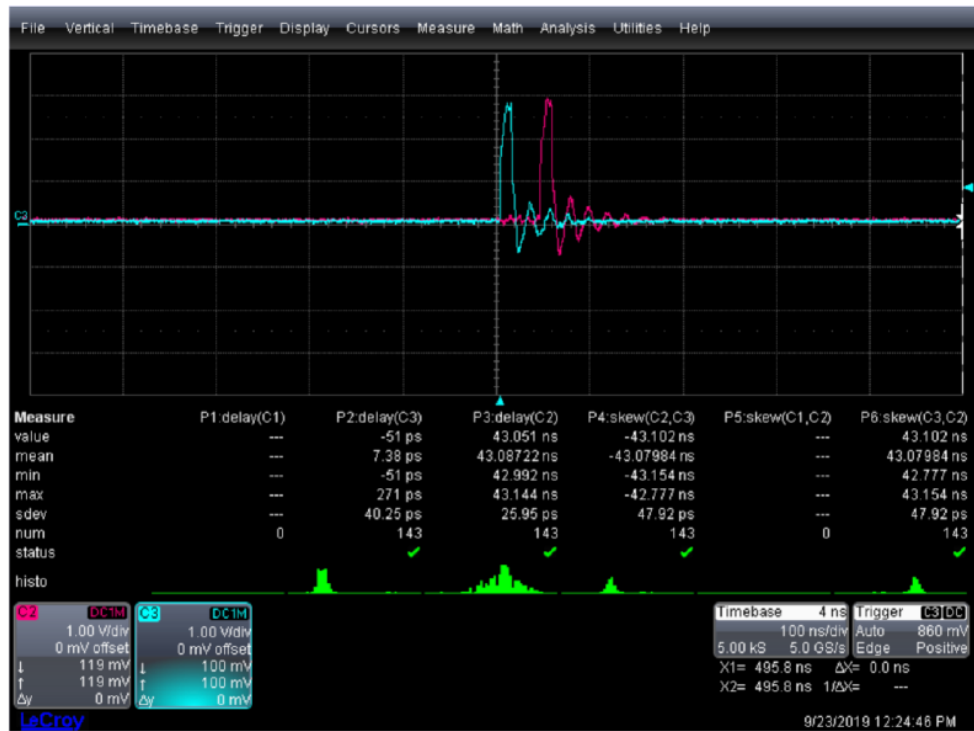 File Vertical Timebase Trigger Display Cursors Measure Math Analysis Utilities Help
C3
Measure P1:delay(C1) P2:delay(C3) P3:delay(C2) P4:skew(C2,C3) P5:skew(C1,C2) P6:skew(C3,C2)
value --- -51 ps 43.051 ns -43.102 ns --- 43.102 ns
mean --- 7.38 ps 43.08722 ns -43.07984 ns --- 43.07984 ns
min --- -51 ps 42.992 ns -43.154 ns --- 42.777 ns
max --- 271 ps 43.144 ns -42.777 ns --- 43.154 ns
sdev --- 40.25 ps 25.95 ps 47.92 ps --- 47.92 ps
num 0 143 143 143 0 143
status
histo
C2 DC1M
1.00 V/div
0 mV offset
↓ 119 mV
↑ 119 mV
Δy 0 mV
C3 DC1M
1.00 V/div
0 mV offset
↓ 100 mV
↑ 100 mV
Δy 0 mV
Timebase 4 ns
100 ns/div
5.00 kS 5.0 GS/s
Trigger C3 DC
Auto 860 mV
Edge Positive
X1= 495.8 ns ΔX= 0.0 ns
X2= 495.8 ns 1/ΔX= ---
LeCroy
9/23/2019 12:24:46 PM